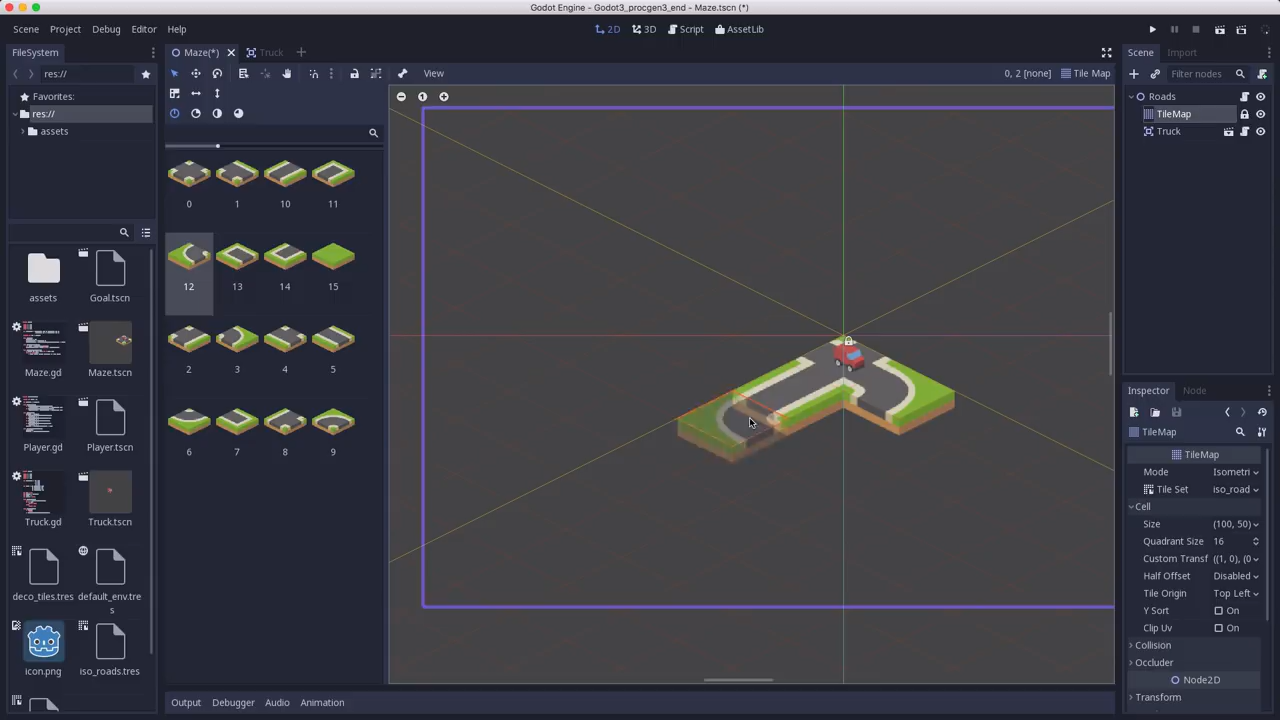 Godot Engine - Godot3_procgen3_end - Maze.tscn (*)
Scene Project Debug Editor Help
2D 3D Script AssetLib
FileSystem
res://
Favorites:
res://
assets
assets
Goal.tscn
Maze.gd
Maze.tscn
Player.gd
Player.tscn
Truck.gd
Truck.tscn
deco_tiles.tres
default_env.tre
s
icon.png
iso_roads.tres
Maze(*)
Truck
View
0, 2 [none]
Tile Map
0 1 10 11
12 13 14 15
2 3 4 5
6 7 8 9
Output Debugger Audio Animation
Scene Import
Filter nodes
Roads
TileMap
Truck
Inspector Node
TileMap
TileMap
Mode Isometri
Tile Set iso_road
Cell
Size (100, 50)
Quadrant Size 16
Custom Transf ((1, 0), (0
Half Offset Disabled
Tile Origin Top Left
Y Sort On
Clip Uv On
Collision
Occluder
Node2D
Transform